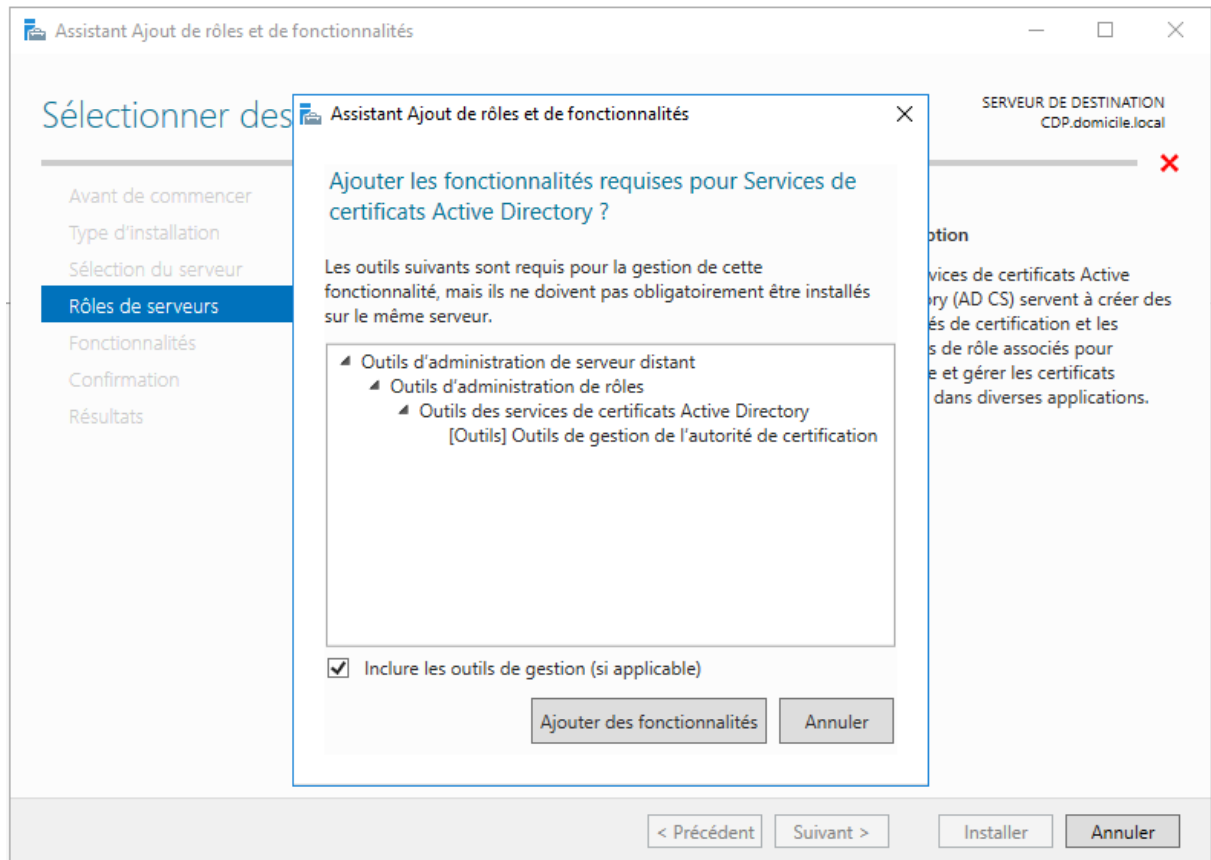 Assistant Ajout de rôles et de fonctionnalités
Sélectionner des
SERVEUR DE DESTINATION
CDP.domicile.local
Avant de commencer
Type d'installation
Sélection du serveur
Rôles de serveurs
Fonctionnalités
Confirmation
Résultats
Assistant Ajout de rôles et de fonctionnalités
Ajouter les fonctionnalités requises pour Services de
certificats Active Directory ?
Les outils suivants sont requis pour la gestion de cette
fonctionnalité, mais ils ne doivent pas obligatoirement être installés
sur le même serveur.
Outils d'administration de serveur distant
Outils d'administration de rôles
Outils des services de certificats Active Directory
[Outils] Outils de gestion de l'autorité de certification
Inclure les outils de gestion (si applicable)
Ajouter des fonctionnalités
Annuler
ption
vices de certificats Active
ry (AD CS) servent à créer des
és de certification et les
s de rôle associés pour
e et gérer les certificats
dans diverses applications.
< Précédent
Suivant >
Installer
Annuler